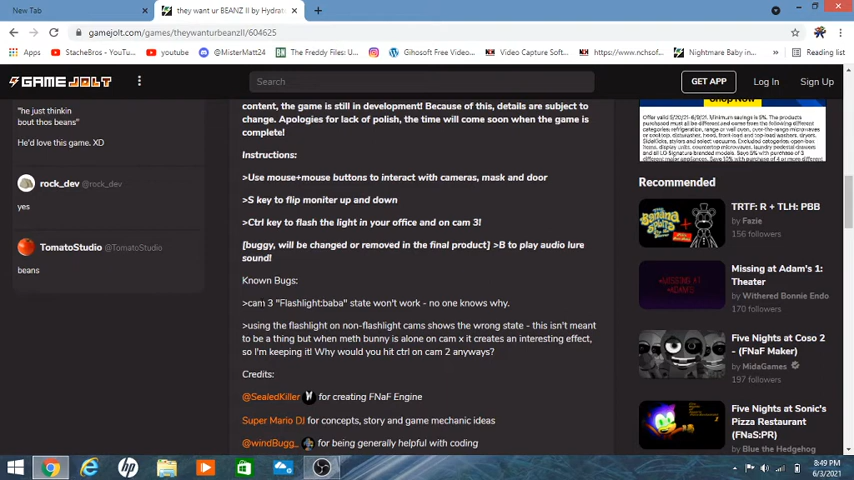 New Tab
they want ur BEANZ II by Hydrat
gamejolt.com/games/theywanturbeanzII/604625
Apps
StacheBros - YouT...
youtube
@MisterMatt24
The Freddy Files: U...
Gihosoft Free Video...
Video Capture Soft...
https://www.nchsof...
Nightmare Baby in...
Reading list
GAME JOLT
Search
GET APP
Log In
Sign Up
"he just thinkin
bout thos beans"
He'd love this game. XD
rock_dev @rock_dev
yes
TomatoStudio @TomatoStudio
beans
content, the game is still in development! Because of this, details are subject to
change. Apologies for lack of polish, the time will come soon when the game is
complete!
Instructions:
>Use mouse+mouse buttons to interact with cameras, mask and door
>S key to flip moniter up and down
>Ctrl key to flash the light in your office and on cam 3!
[buggy, will be changed or removed in the final product] >B to play audio lure
sound!
Known Bugs:
>cam 3 "Flashlight:baba" state won't work - no one knows why.
>using the flashlight on non-flashlight cams shows the wrong state - this isn't meant
to be a thing but when meth bunny is alone on cam x it creates an interesting effect,
so I'm keeping it! Why would you hit ctrl on cam 2 anyways?
Credits:
@SealedKiller for creating FNaF Engine
Super Mario DJ for concepts, story and game mechanic ideas
@windBugg_ for being generally helpful with coding
Shop Now
Recommended
TRTF: R + TLH: PBB
by Fazie
156 followers
Missing at Adam's 1:
Theater
by Withered Bonnie Endo
170 followers
Five Nights at Coso 2
- (FNaF Maker)
by MidaGames
197 followers
Five Nights at Sonic's
Pizza Restaurant
(FNaS:PR)
by Blue the Hedgehog
8:49 PM
6/3/2021